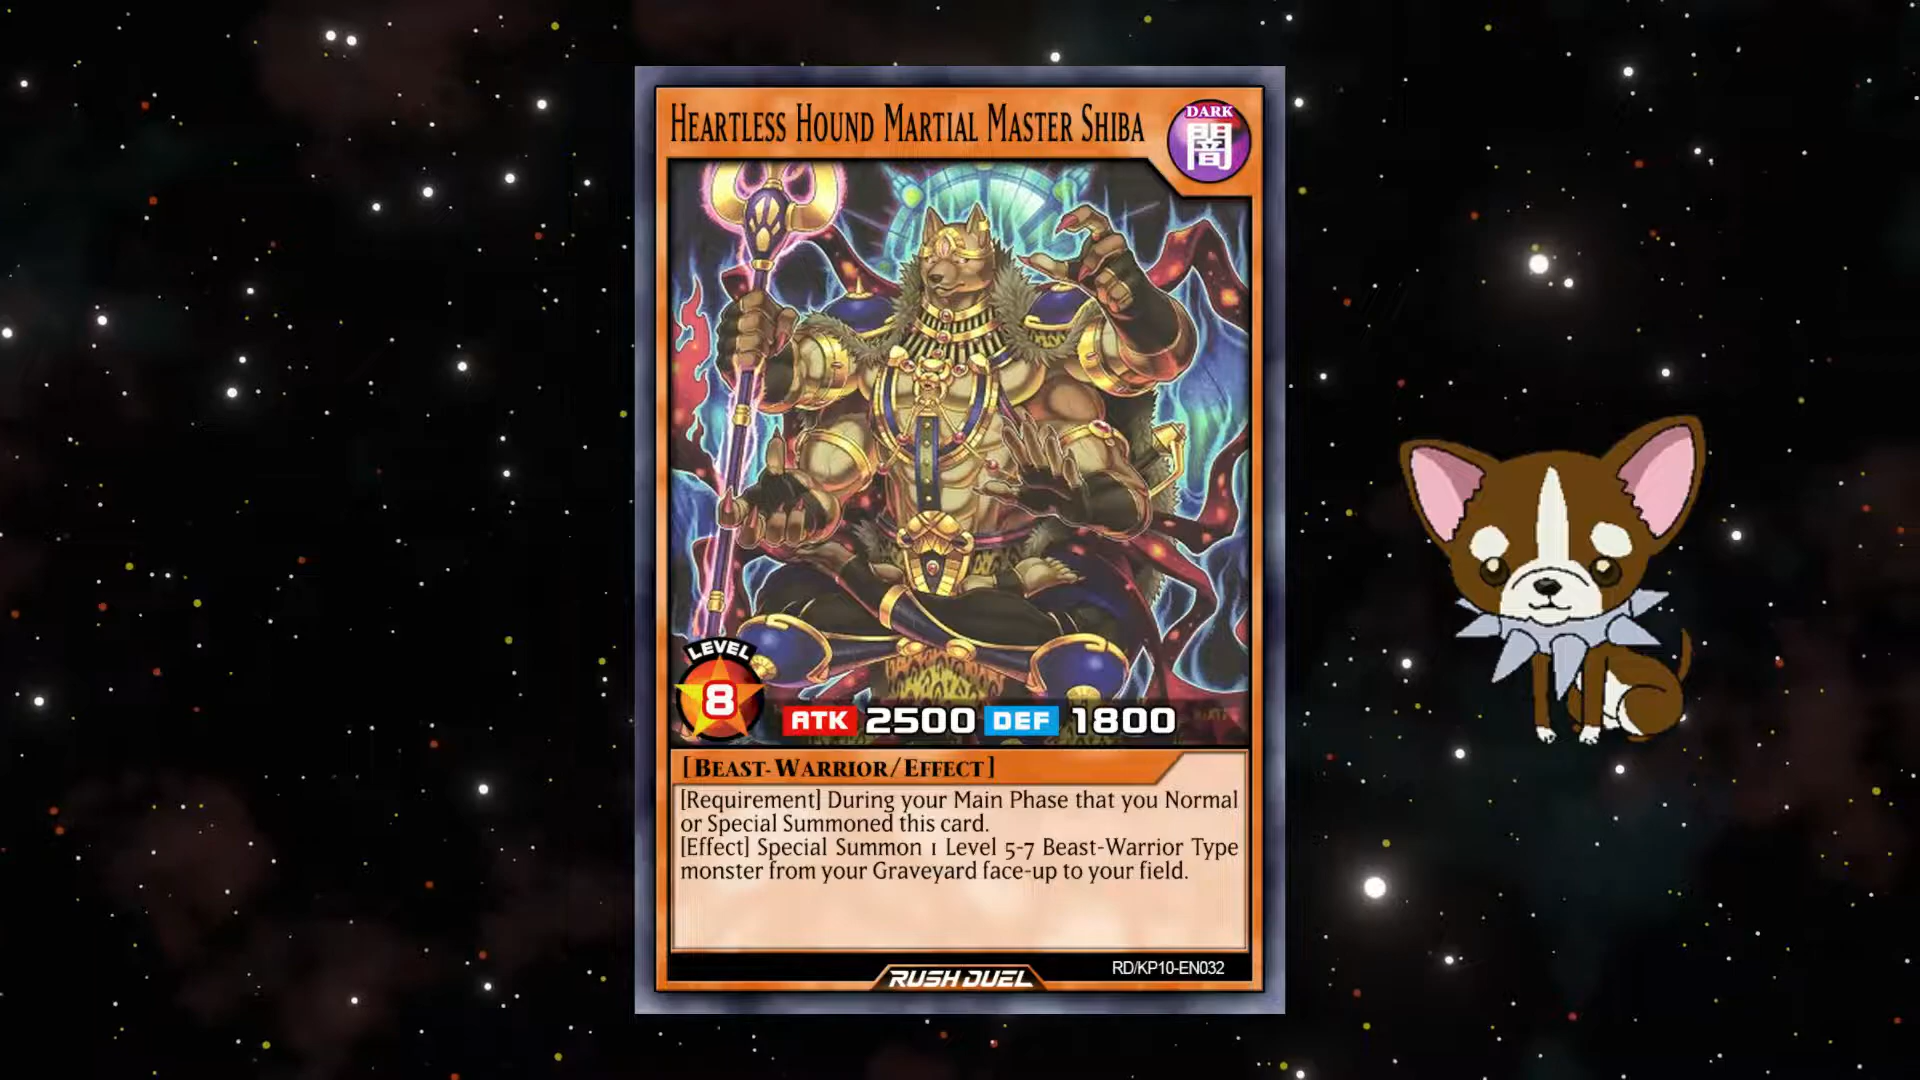 HEARTLESS HOUND MARTIAL MASTER SHIBA
DARK
闇
LEVEL
8
ATK 2500 DEF 1800
[BEAST-WARRIOR/EFFECT]
[Requirement] During your Main Phase that you Normal
or Special Summoned this card.
[Effect] Special Summon 1 Level 5-7 Beast-Warrior Type
monster from your Graveyard face-up to your field.
RD/KP10-EN032
RUSH DUEL